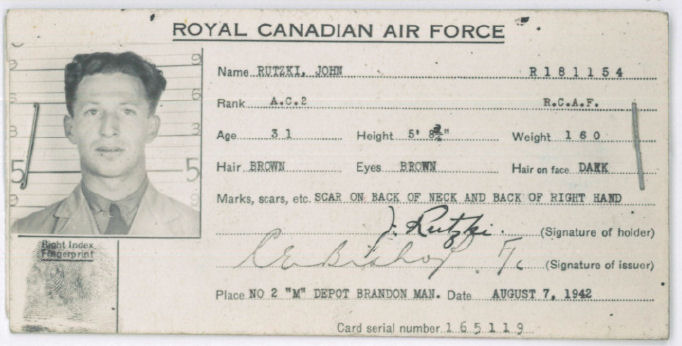 ROYAL CANADIAN AIR FORCE
Name RUTZKI, JOHN R181154
Rank A.C.2 R.C.A.F.
Age 31 Height 5' 8 Weight 160
Hair BROWN Eyes BROWN Hair on face DARK
Marks, scars, etc. SCAR ON BACK OF NECK AND BACK OF RIGHT HAND
J. Rutzki (Signature of holder)
Bishop (Signature of issuer)
Right Index
Fingerprint
Place NO 2 "M" DEPOT BRANDON MAN. Date AUGUST 7, 1942
Card serial number 165119